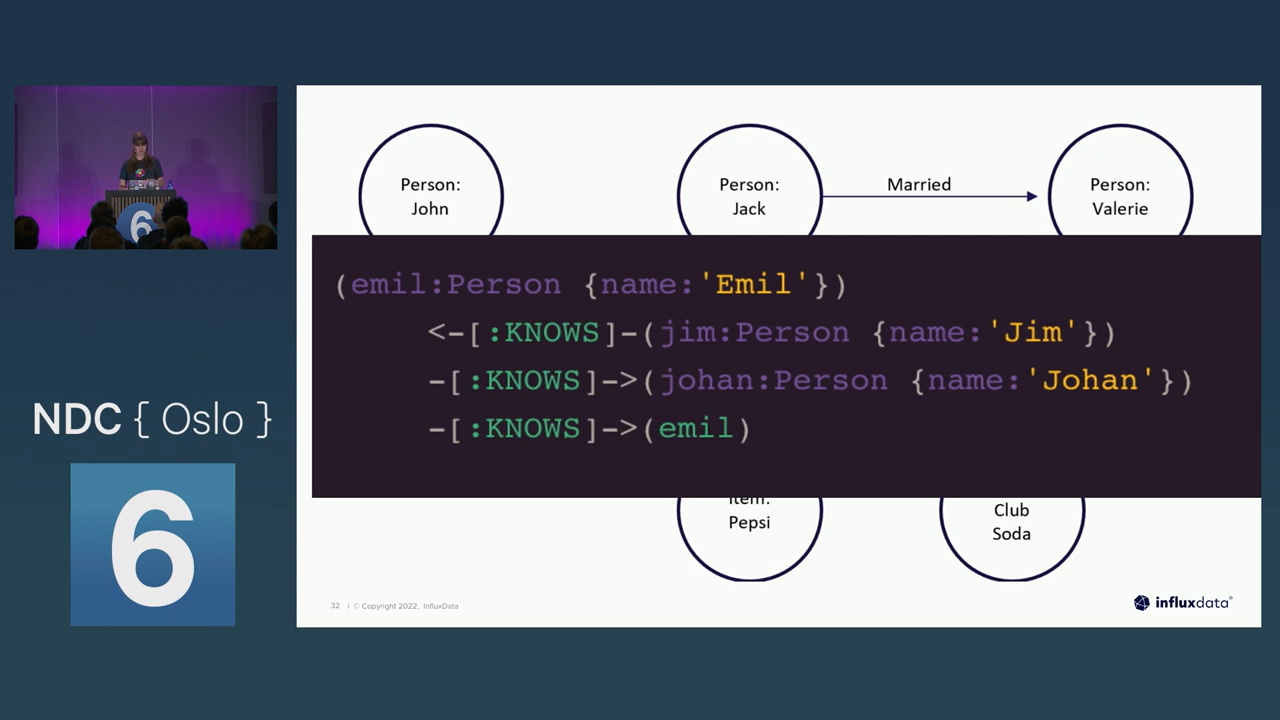 Person:
John
Person:
Jack
Married
Person:
Valerie
(emil:Person {name:'Emil'})
<-[:KNOWS]-(jim:Person {name:'Jim'})
-[:KNOWS]->(johan:Person {name:'Johan'})
-[:KNOWS]->(emil)
Item:
Pepsi
Club
Soda
32 | © Copyright 2022, InfluxData
influxdata®
NDC { Oslo }
6
6